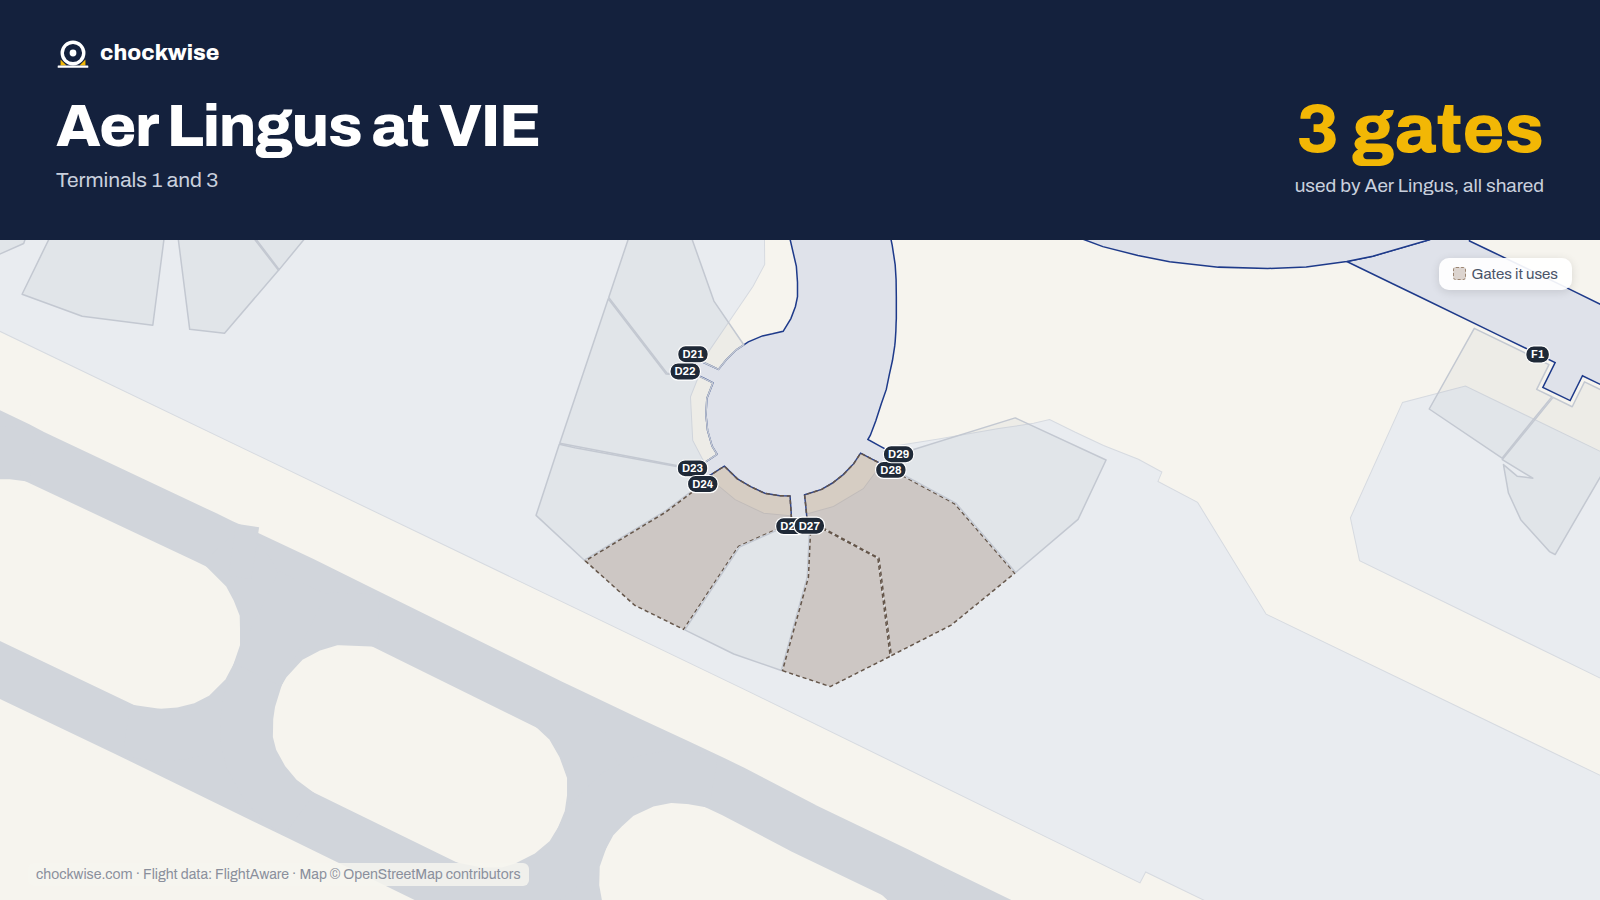 chockwise
Aer Lingus at VIE
Terminals 1 and 3
3 gates
used by Aer Lingus, all shared
Gates it uses
D21
D22
F1
D29
D28
D23
D24
D27
chockwise.com · Flight data: FlightAware · Map © OpenStreetMap contributors